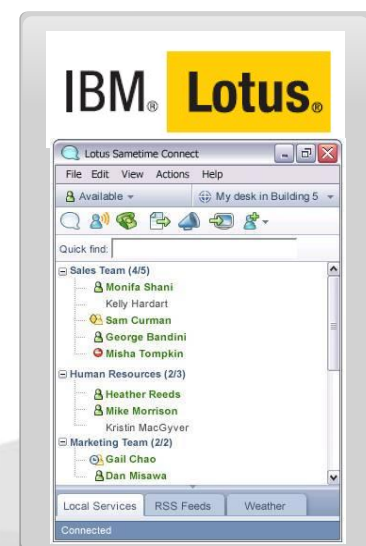 IBM® Lotus®
Lotus Sametime Connect
File Edit View Actions Help
Available My desk in Building 5
Quick find:
Sales Team (4/5)
Monifa Shani
Kelly Hardart
Sam Curman
George Bandini
Misha Tompkin
Human Resources (2/3)
Heather Reeds
Mike Morrison
Kristin MacGyver
Marketing Team (2/2)
Gail Chao
Dan Misawa
Local Services RSS Feeds Weather
Connected